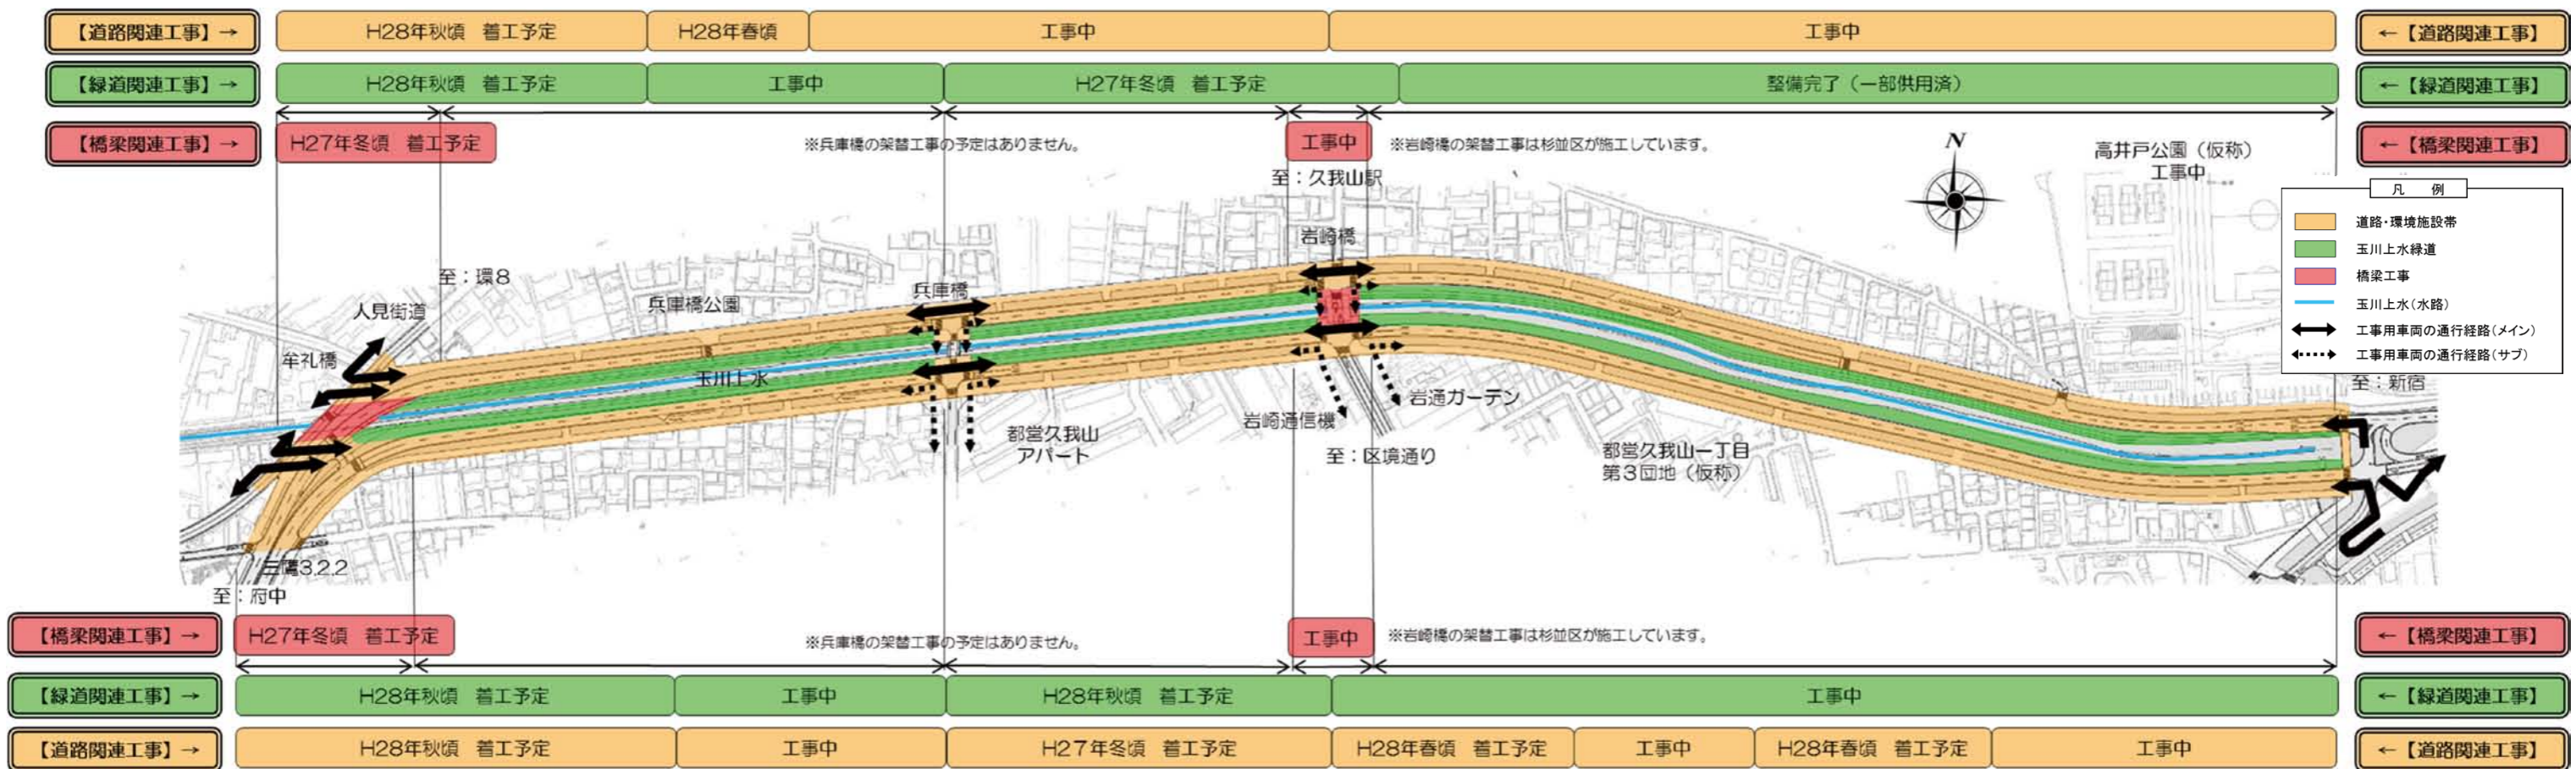 【道路関連工事】→ H28年秋頃 着工予定 H28年春頃 工事中 工事中 ←【道路関連工事】
【緑道関連工事】→ H28年秋頃 着工予定 工事中 H27年冬頃 着工予定 整備完了（一部供用済） ←【緑道関連工事】
【橋梁関連工事】→ H27年冬頃 着工予定 ※兵庫橋の架替工事の予定はありません。 工事中 ※岩崎橋の架替工事は杉並区が施工しています。 ←【橋梁関連工事】
N
高井戸公園（仮称）
工事中
至：久我山駅
凡 例
道路・環境施設帯
玉川上水緑道
橋梁工事
玉川上水（水路）
工事用車両の通行経路（メイン）
工事用車両の通行経路（サブ）
岩崎橋
至：環8
兵庫橋
兵庫橋公園
人見街道
牟礼橋
玉川上水
至：新宿
岩通ガーデン
岩崎通信機
都営久我山
アパート
至：区境通り
都営久我山一丁目
第3団地（仮称）
三鷹3.2.2
至：府中
【橋梁関連工事】→ H27年冬頃 着工予定 ※兵庫橋の架替工事の予定はありません。 工事中 ※岩崎橋の架替工事は杉並区が施工しています。 ←【橋梁関連工事】
【緑道関連工事】→ H28年秋頃 着工予定 工事中 H28年秋頃 着工予定 工事中 ←【緑道関連工事】
【道路関連工事】→ H28年秋頃 着工予定 工事中 H27年冬頃 着工予定 H28年春頃 着工予定 工事中 H28年春頃 着工予定 工事中 ←【道路関連工事】